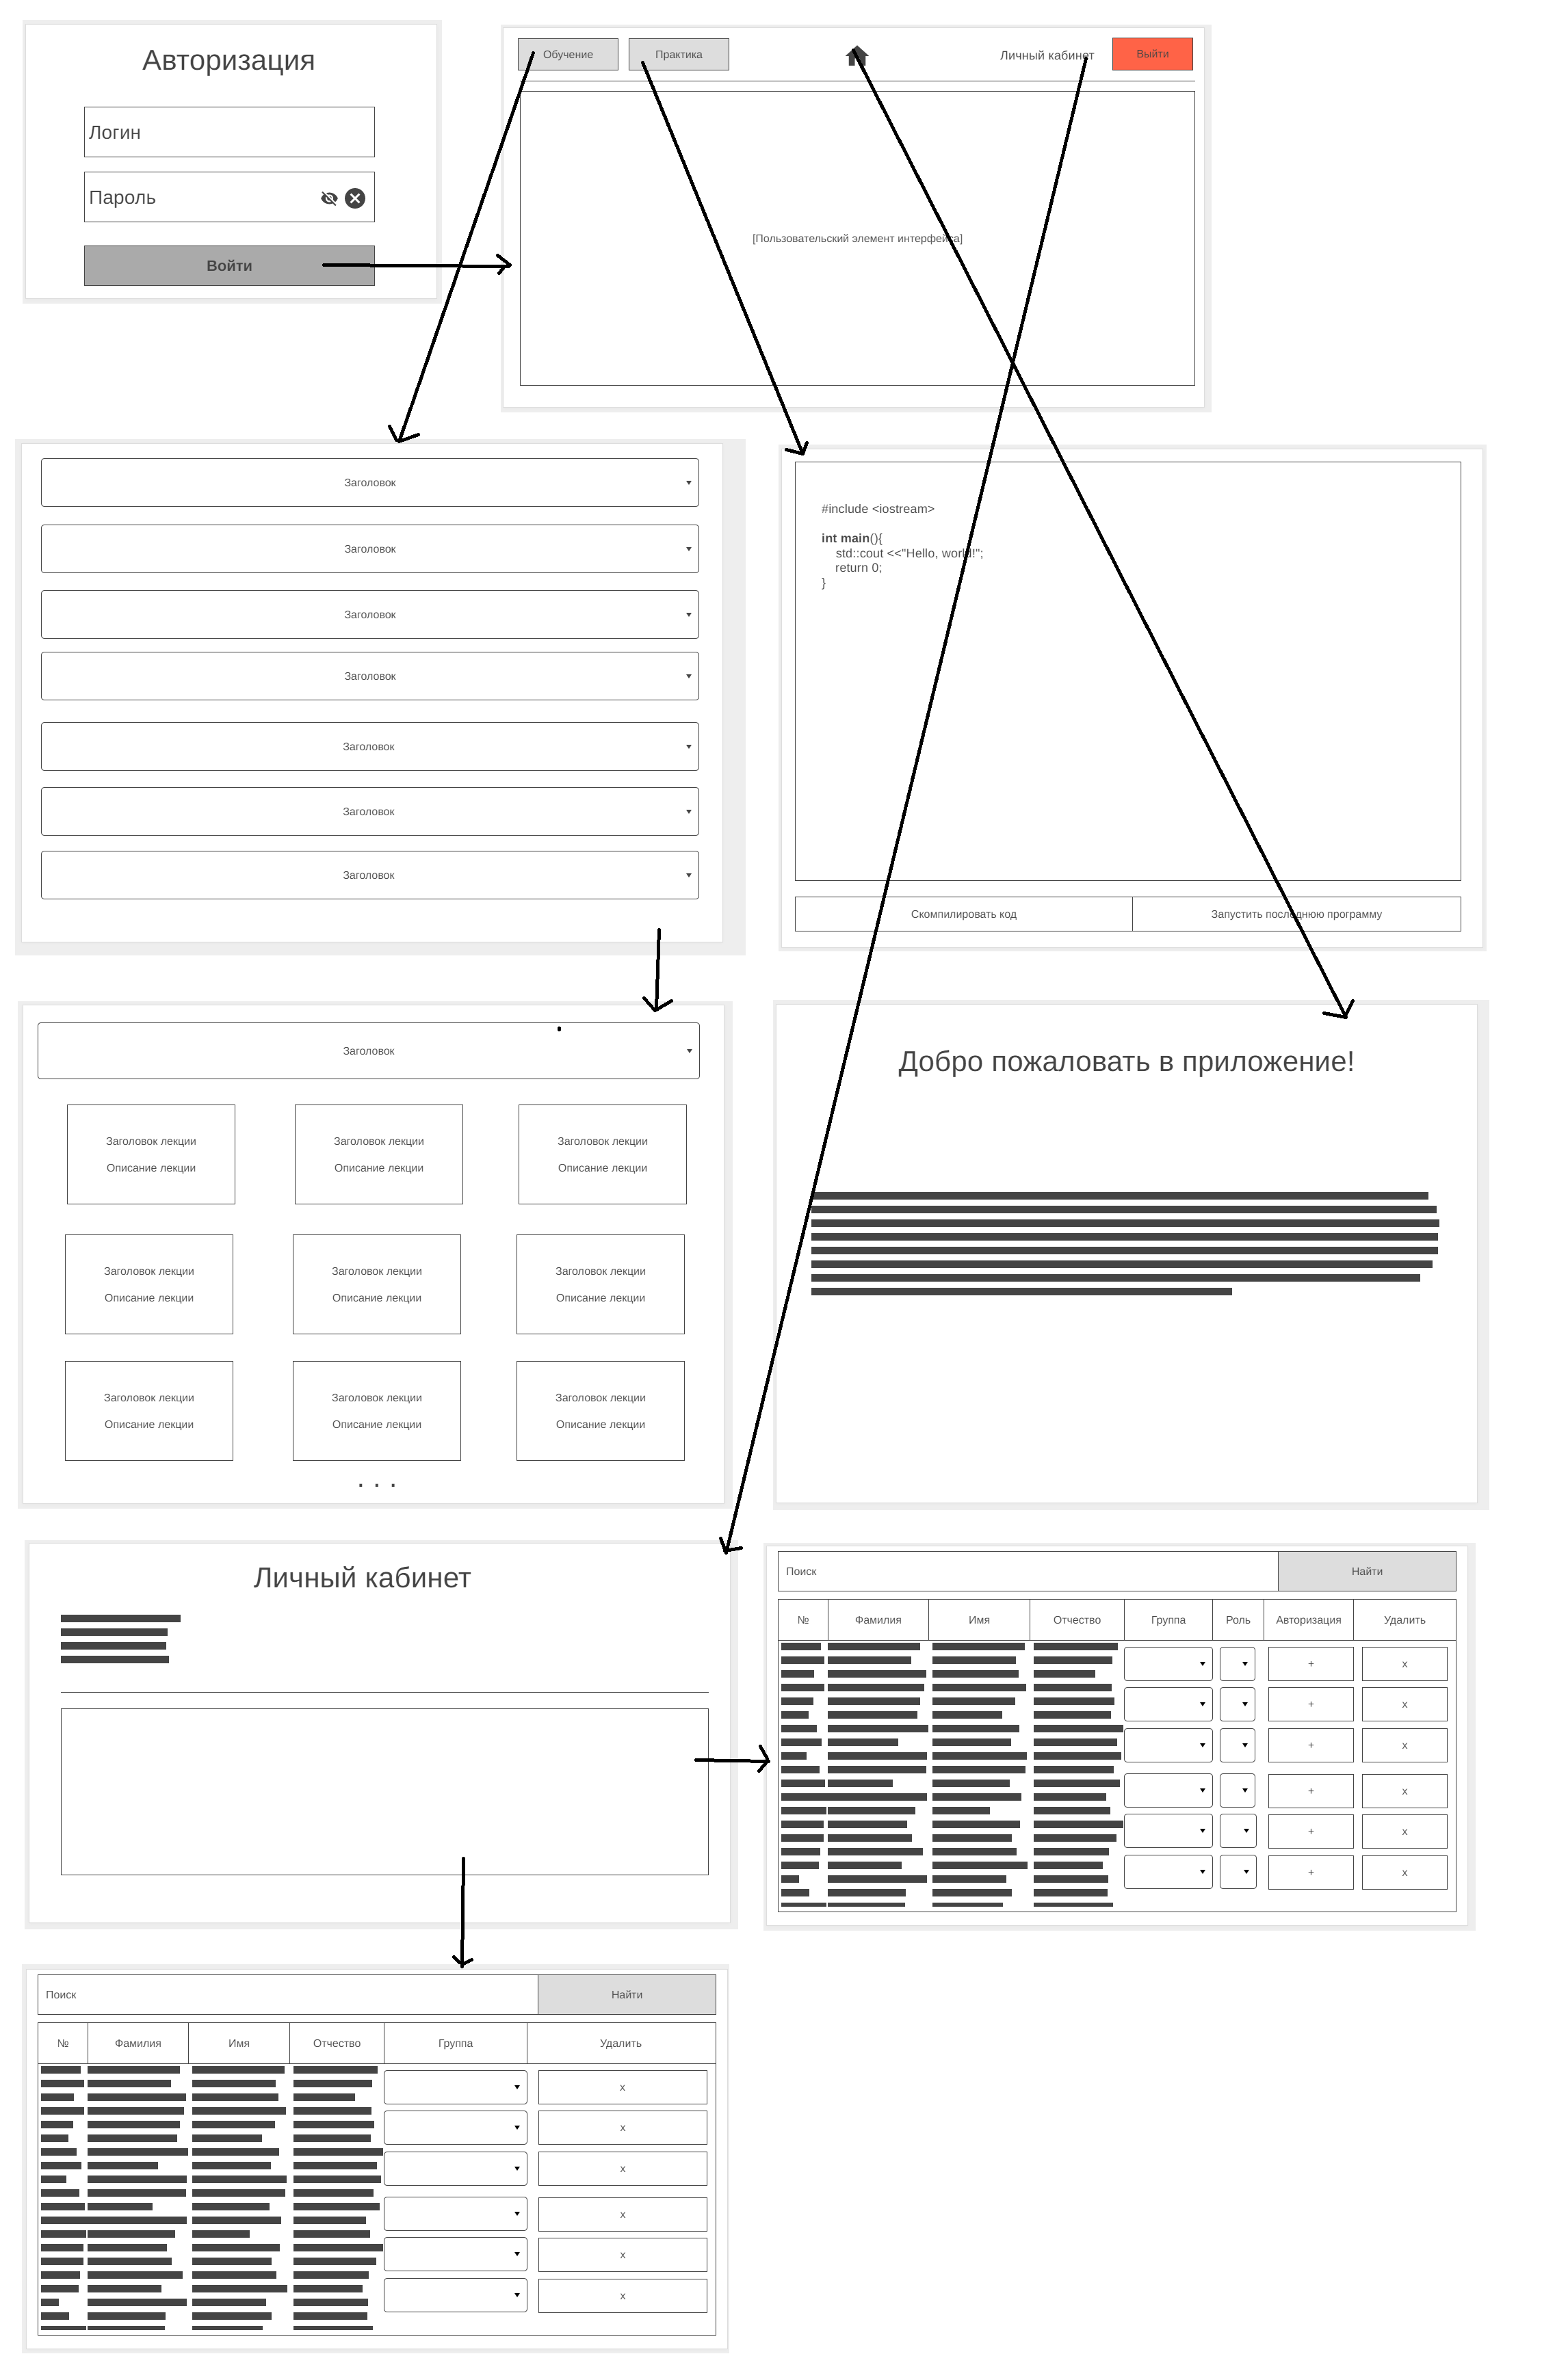 Авторизация
Логин
Пароль
Войти
Обучение
Практика
Личный кабинет
Выйти
[Пользовательский элемент интерфейса]
Заголовок
Заголовок
Заголовок
Заголовок
Заголовок
Заголовок
Заголовок
#include <iostream>
int main(){
std::cout <<"Hello, world!";
return 0;
}
Скомпилировать код
Запустить последнюю программу
Заголовок
Заголовок лекции
Описание лекции
Заголовок лекции
Описание лекции
Заголовок лекции
Описание лекции
Заголовок лекции
Описание лекции
Заголовок лекции
Описание лекции
Заголовок лекции
Описание лекции
Заголовок лекции
Описание лекции
Заголовок лекции
Описание лекции
Заголовок лекции
Описание лекции
. . .
Добро пожаловать в приложение!
Личный кабинет
Поиск
Найти
№ Фамилия Имя Отчество Группа Роль Авторизация Удалить
+ x
+ x
+ x
+ x
+ x
+ x
Поиск
Найти
№ Фамилия Имя Отчество Группа Удалить
x
x
x
x
x
x